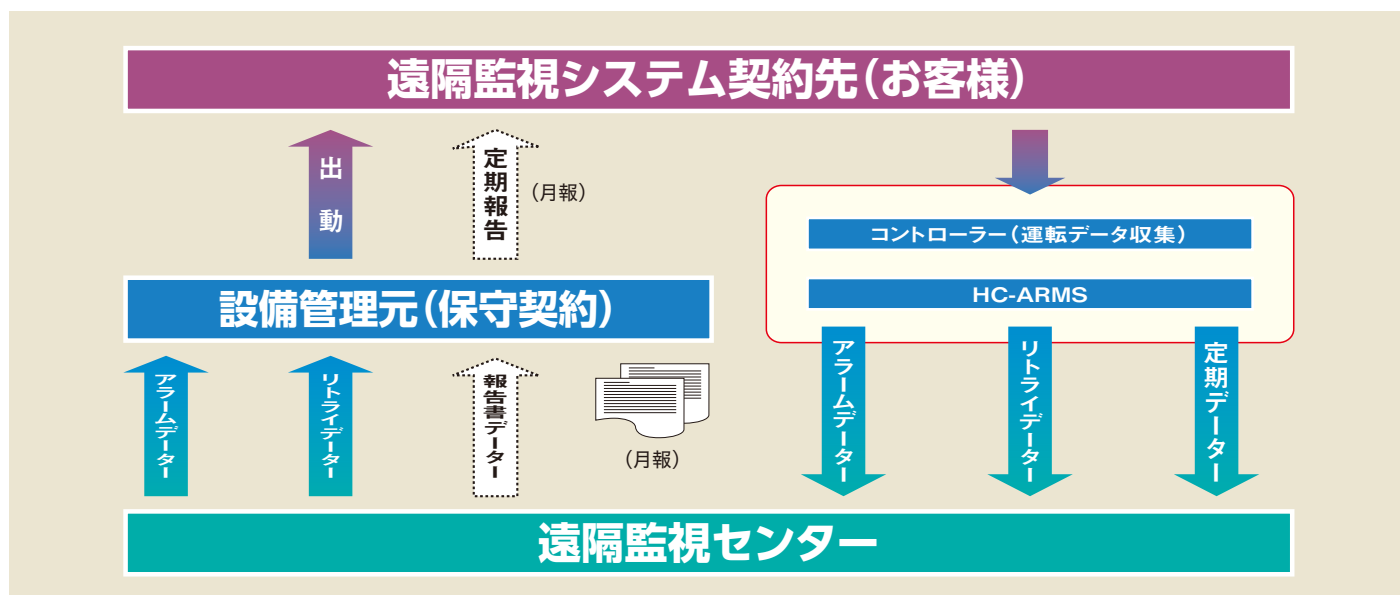 遠隔監視システム契約先(お客様)
出動
定期報告
(月報)
コントローラー(運転データ収集)
HC-ARMS
設備管理元(保守契約)
アラームデーター
リトライデーター
報告書データー
(月報)
アラームデーター
リトライデーター
定期データー
遠隔監視センター